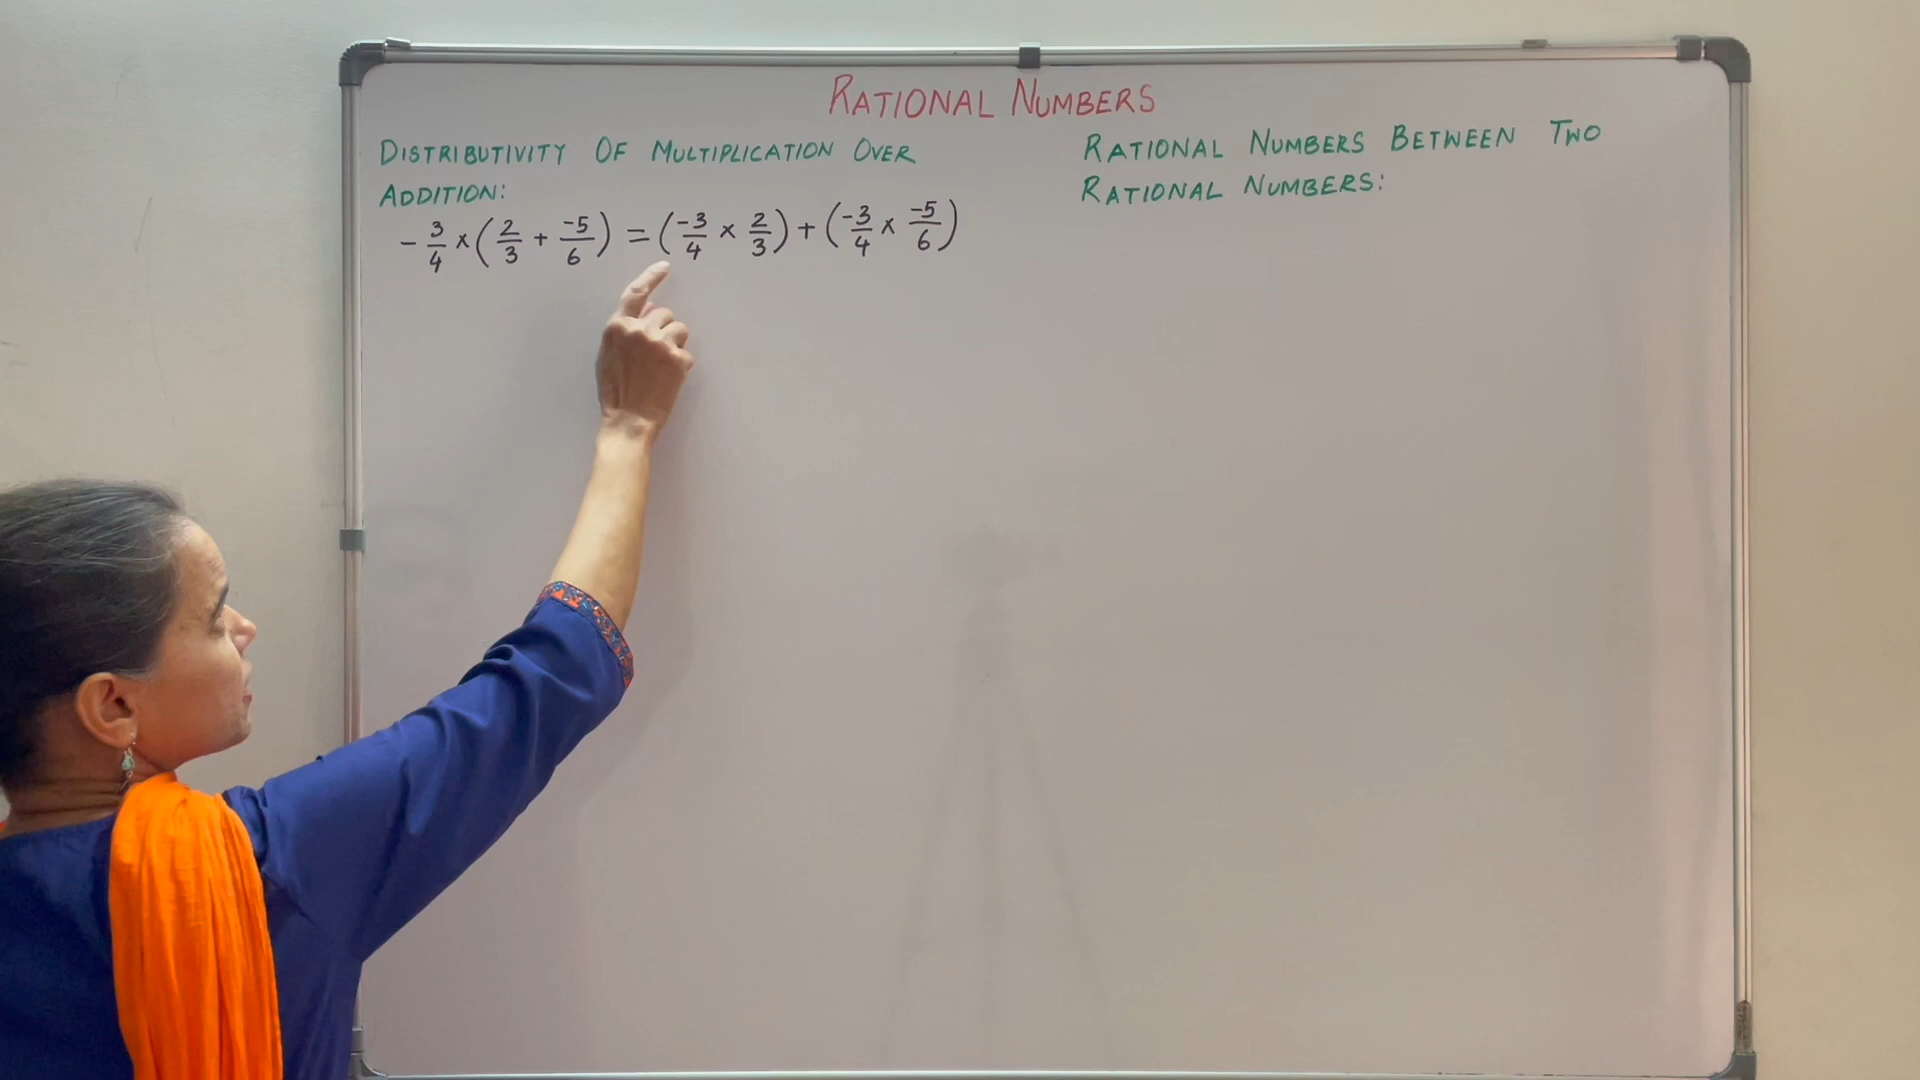 RATIONAL NUMBERS
DISTRIBUTIVITY OF MULTIPLICATION OVER
ADDITION:
-3/4 × (2/3 + -5/6) = (-3/4 × 2/3) + (-3/4 × -5/6)
RATIONAL NUMBERS BETWEEN TWO
RATIONAL NUMBERS: